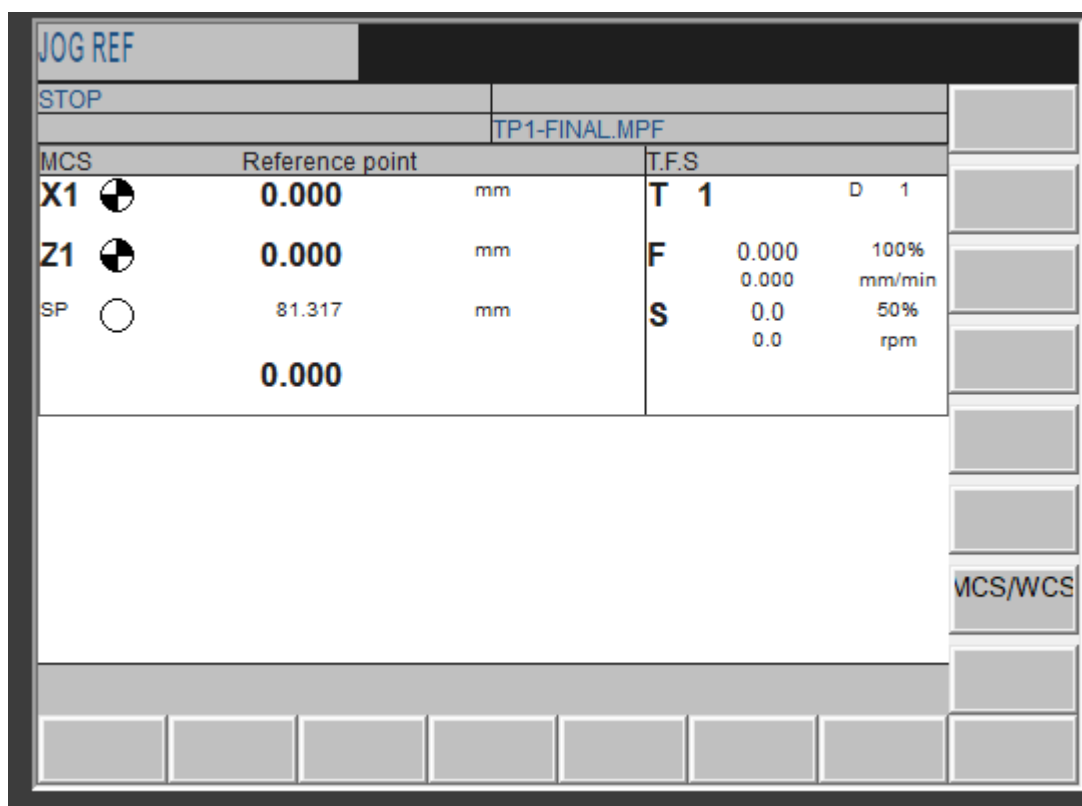 JOG REF
STOP
TP1-FINAL.MPF
MCS Reference point T.F.S
X1 0.000 mm T 1 D 1
Z1 0.000 mm F 0.000 100%
0.000 mm/min
SP 81.317 mm S 0.0 50%
0.0 rpm
0.000
MCS/WCS